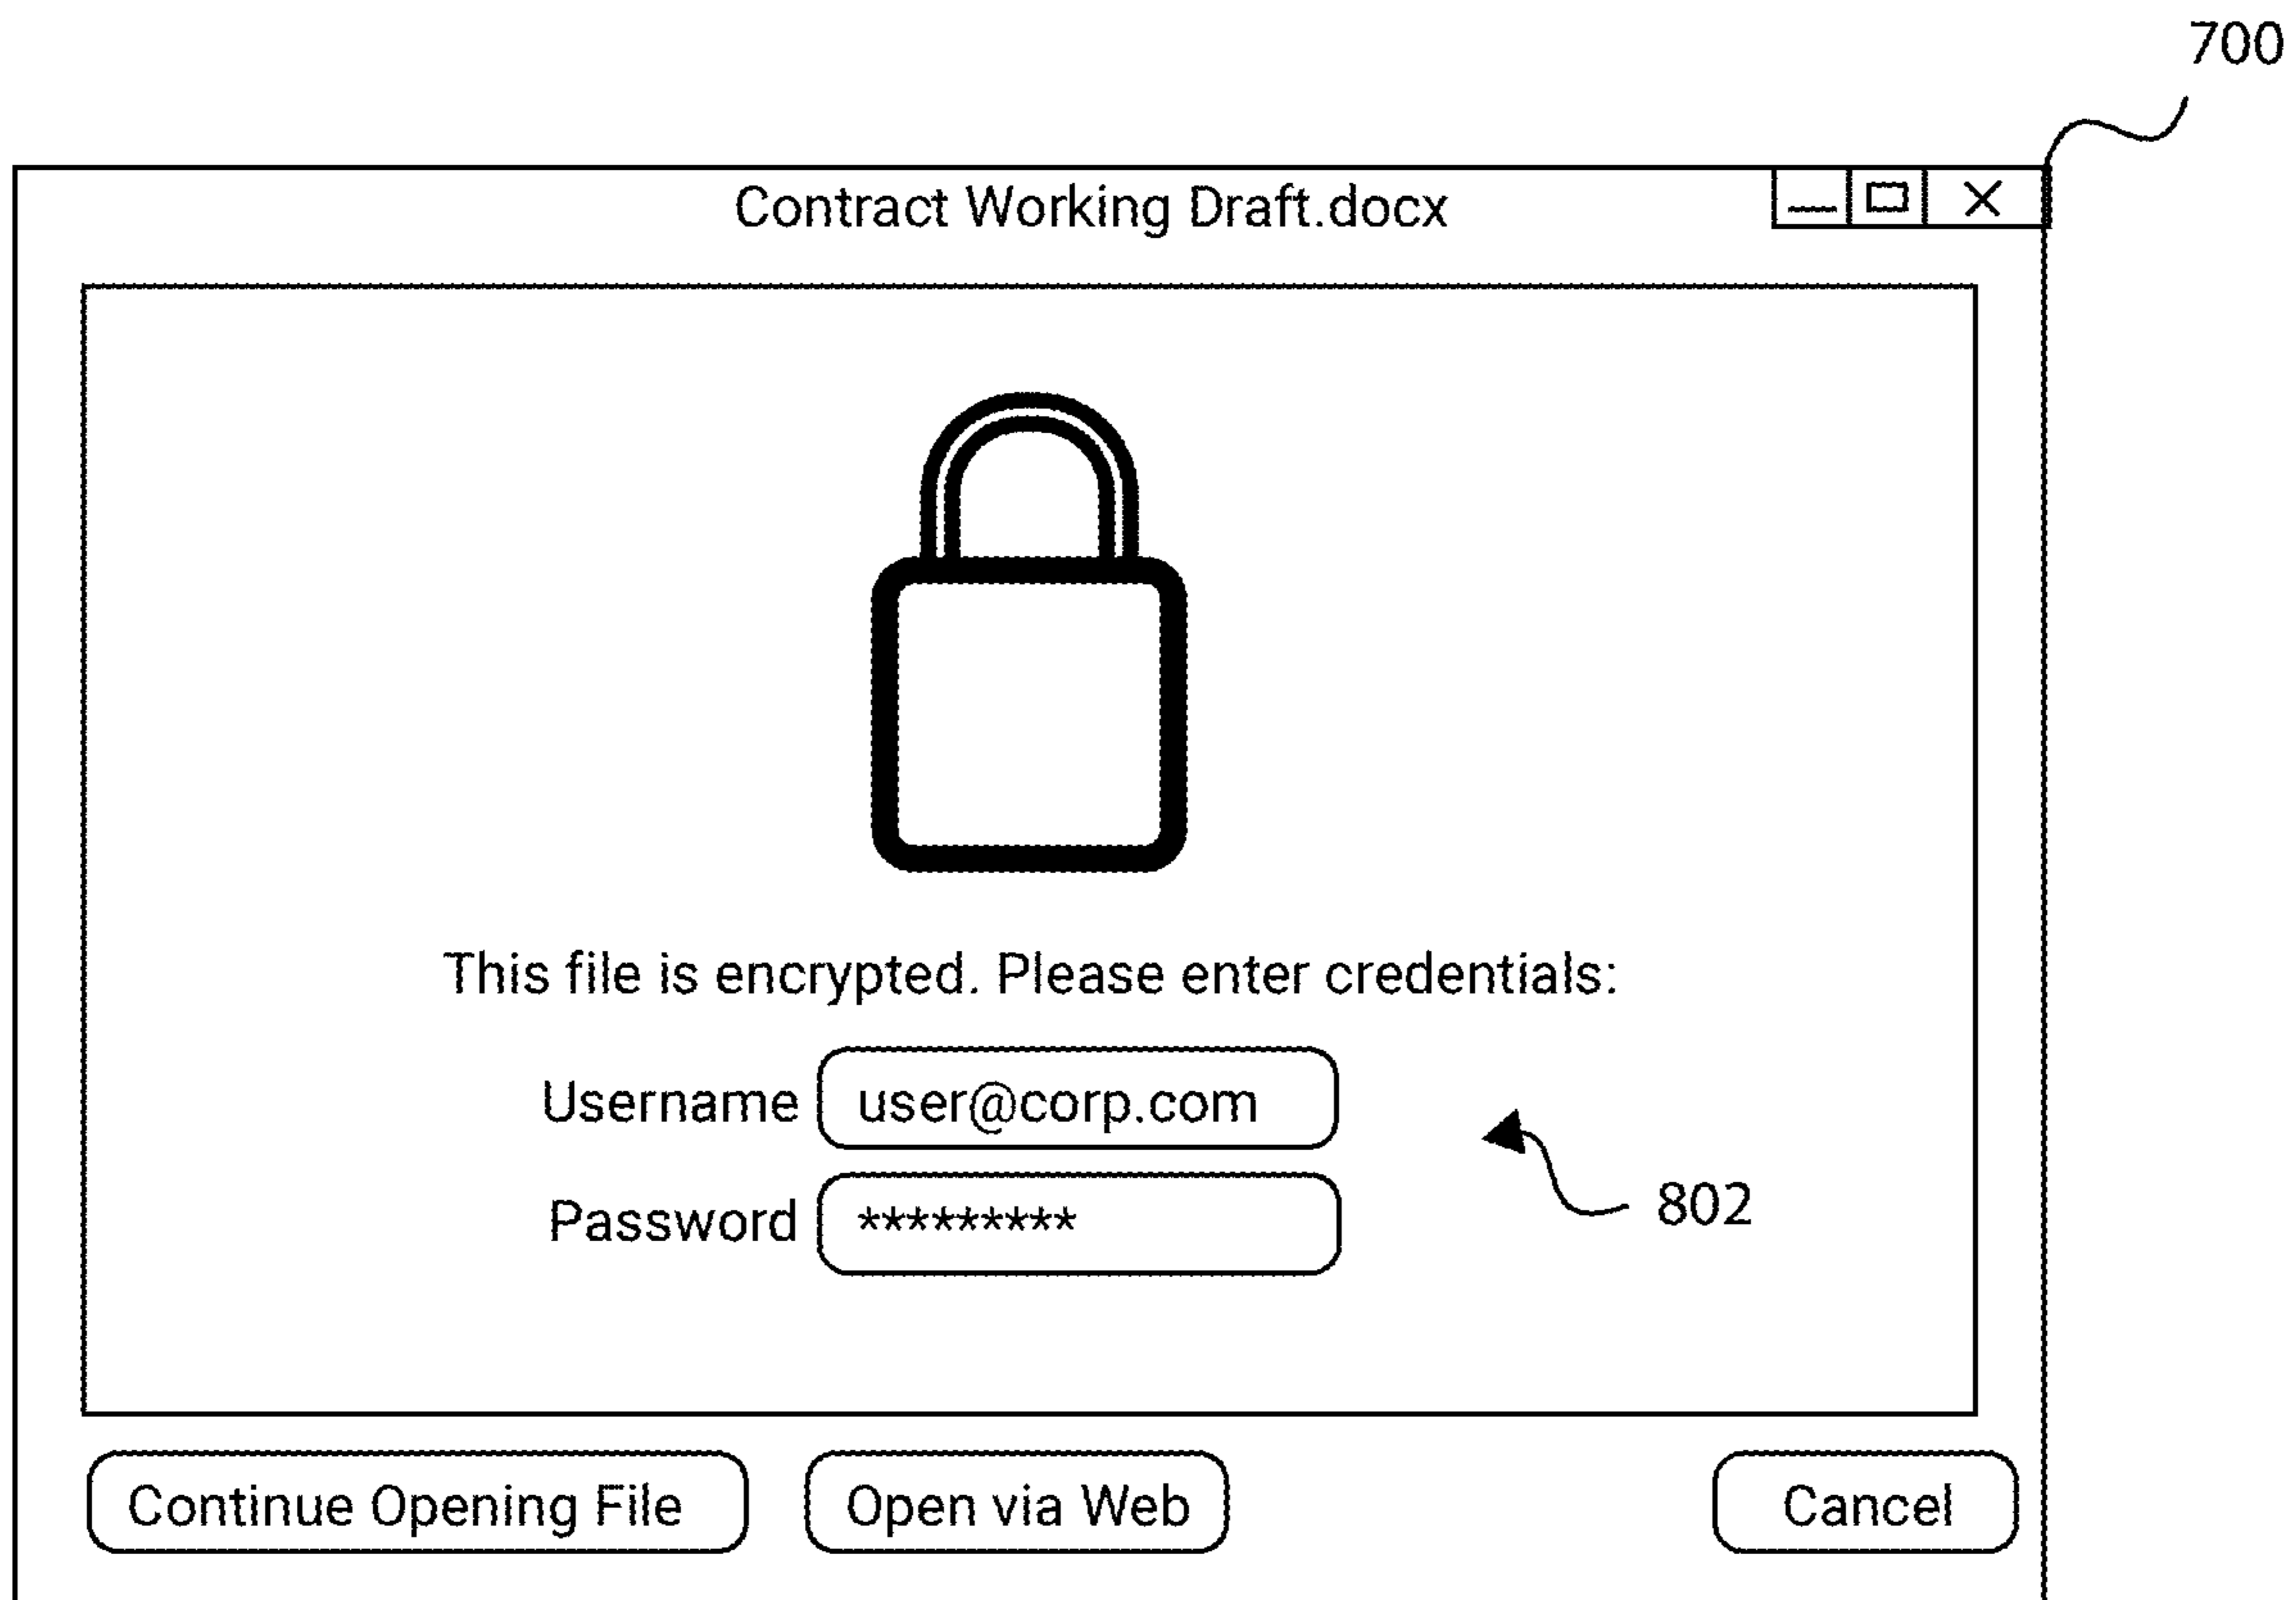 700
Contract Working Draft.docx
This file is encrypted. Please enter credentials:
Username user@corp.com
Password *********
802
Continue Opening File Open via Web Cancel